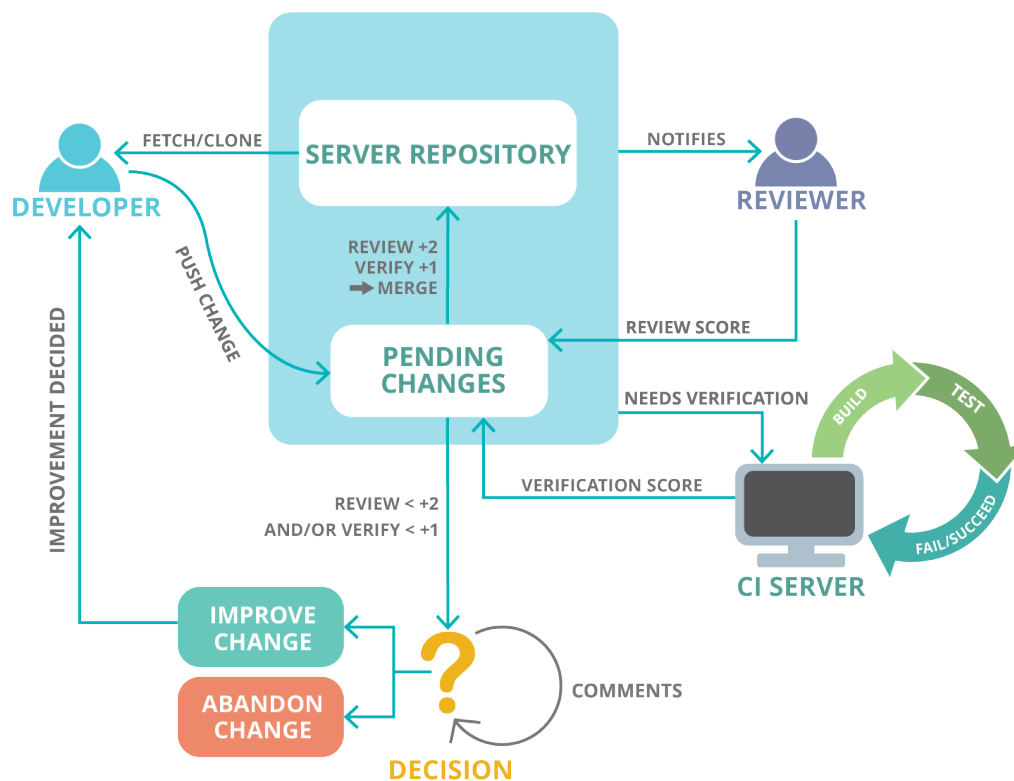 FETCH/CLONE
SERVER REPOSITORY
NOTIFIES
DEVELOPER
REVIEWER
PUSH CHANGE
REVIEW +2
VERIFY +1
MERGE
REVIEW SCORE
PENDING
CHANGES
IMPROVEMENT DECIDED
NEEDS VERIFICATION
BUILD
TEST
FAIL/SUCCEED
VERIFICATION SCORE
CI SERVER
REVIEW < +2
AND/OR VERIFY < +1
IMPROVE
CHANGE
ABANDON
CHANGE
?
COMMENTS
DECISION